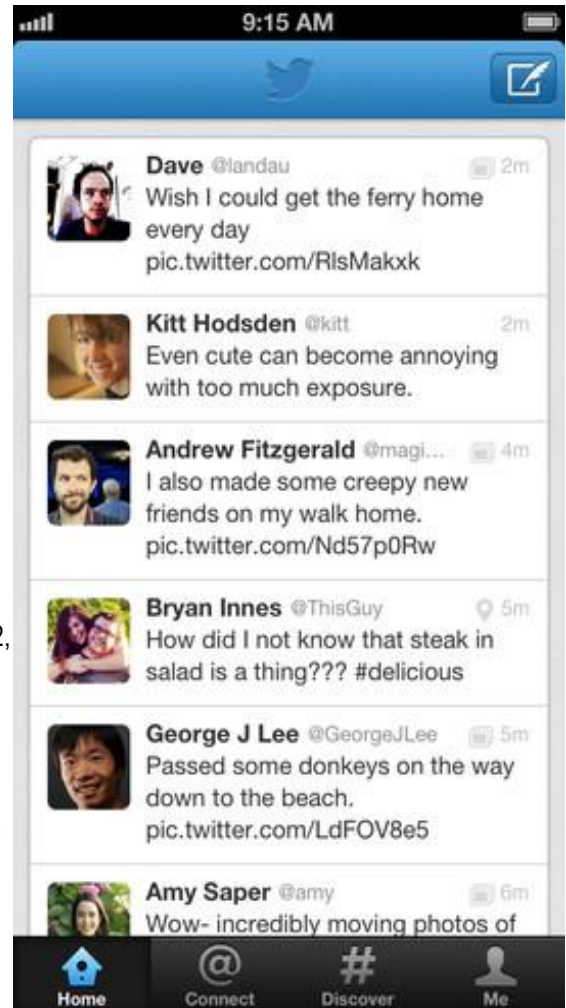 9:15 AM
Dave @landau 2m
Wish I could get the ferry home
every day
pic.twitter.com/RlsMakxk
Kitt Hodsden @kitt 2m
Even cute can become annoying
with too much exposure.
Andrew Fitzgerald @magi... 4m
I also made some creepy new
friends on my walk home.
pic.twitter.com/Nd57p0Rw
2,
Bryan Innes @ThisGuy 5m
How did I not know that steak in
salad is a thing??? #delicious
George J Lee @GeorgeJLee 5m
Passed some donkeys on the way
down to the beach.
pic.twitter.com/LdFOV8e5
Amy Saper @amy 6m
Wow- incredibly moving photos of
Home Connect Discover Me